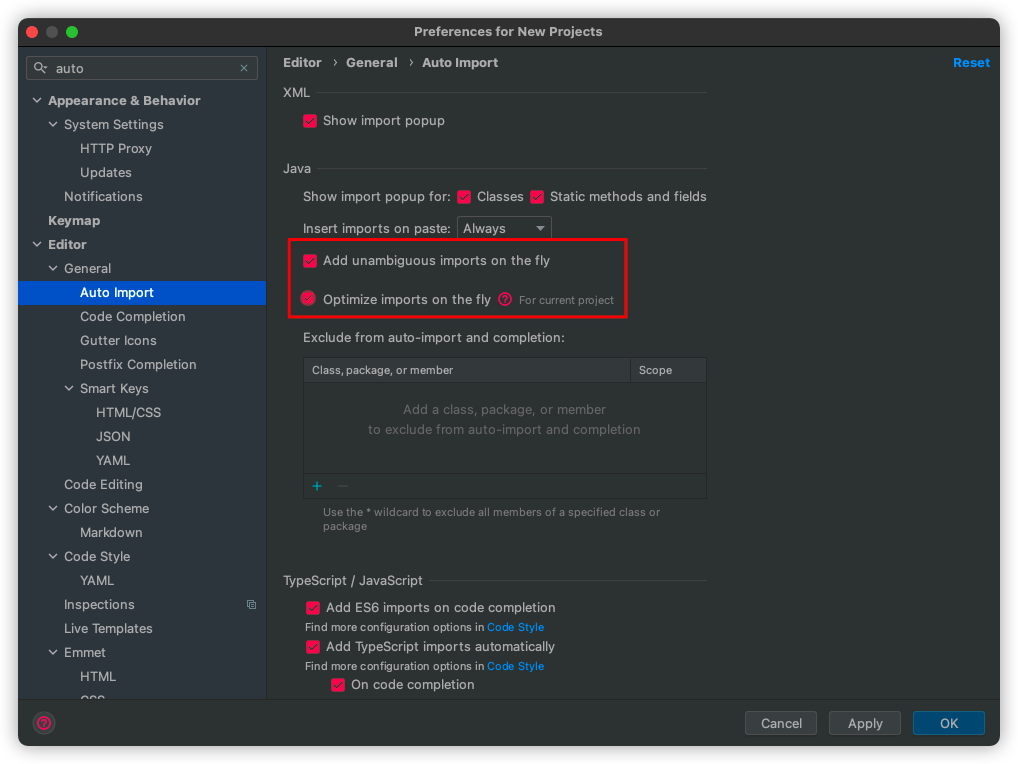 Preferences for New Projects
auto
Appearance & Behavior
System Settings
HTTP Proxy
Updates
Notifications
Keymap
Editor
General
Auto Import
Code Completion
Gutter Icons
Postfix Completion
Smart Keys
HTML/CSS
JSON
YAML
Code Editing
Color Scheme
Markdown
Code Style
YAML
Inspections
Live Templates
Emmet
HTML
CSS
Editor › General › Auto Import
Reset
XML
Show import popup
Java
Show import popup for: Classes Static methods and fields
Insert imports on paste: Always
Add unambiguous imports on the fly
Optimize imports on the fly ? For current project
Exclude from auto-import and completion:
Class, package, or member Scope
Add a class, package, or member
to exclude from auto-import and completion
+ −
Use the * wildcard to exclude all members of a specified class or
package
TypeScript / JavaScript
Add ES6 imports on code completion
Find more configuration options in Code Style
Add TypeScript imports automatically
Find more configuration options in Code Style
On code completion
? Cancel Apply OK